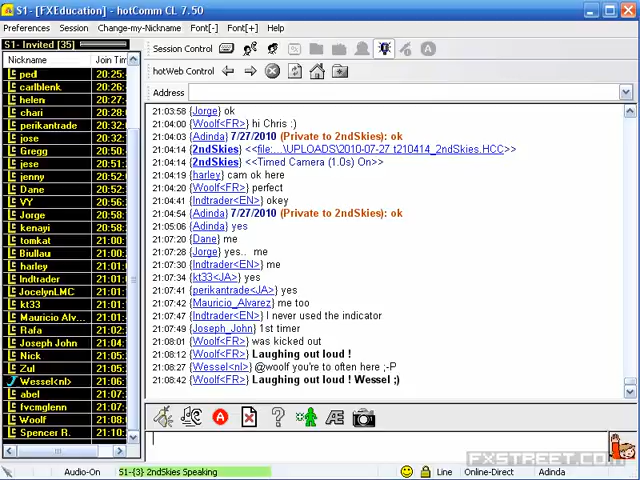 S1- [FXEducation] - hotComm CL 7.50
Preferences Session Change-my-Nickname Font[-] Font[+] Help
S1- Invited [35]
Session Control
Nickname Join Tim
hotWeb Control
Address
ped 20:25:
carlblenk 20:26:
helen 20:26:
chari 20:28:
perikantrade 20:36:
jose 20:36:
Gregg 20:53:
jese 20:54:
jenny 20:56:
Dane 20:57:
VY 20:56:
Jorge 20:58:
kenayi 20:58:
tomkat 21:00:
Biullau 21:00:
harley 21:01:
Indtrader 21:01:
JocelynLMC 21:01:
kt33 21:01:
Mauricio Alv... 21:01:
Rafa 21:02:
Joseph John 21:04:
Nick 21:05:
Zul 21:05:
Wessel<nl> 21:06:
abel 21:07:
fvcmglenn 21:07:
Woolf 21:08:
Spencer R. 21:10:
21:03:58 {Jorge} ok
21:04:00 {Woolf<FR>} hi Chris :)
21:04:03 {Adinda} 7/27/2010 (Private to 2ndSkies): ok
21:04:14 {2ndSkies} <<file:...\UPLOADS\2010-07-27 t210414_2ndSkies.HCC>>
21:04:14 {2ndSkies} <<Timed Camera (1.0s) On>>
21:04:19 {harley} cam ok here
21:04:20 {Woolf<FR>} perfect
21:04:41 {Indtrader<EN>} okey
21:04:54 {Adinda} 7/27/2010 (Private to 2ndSkies): ok
21:05:06 {Adinda} yes
21:07:20 {Dane} me
21:07:28 {Jorge} yes.. me
21:07:30 {Indtrader<EN>} me
21:07:34 {kt33<JA>} yes
21:07:41 {perikantrade<JA>} yes
21:07:42 {Mauricio_Alvarez} me too
21:07:47 {Indtrader<EN>} I never used the indicator
21:07:49 {Joseph_John} 1st timer
21:08:01 {Woolf<FR>} was kicked out
21:08:12 {Woolf<FR>} Laughing out loud !
21:08:27 {Wessel<nl>} @woolf you're to often here ;-P
21:08:42 {Woolf<FR>} Laughing out loud ! Wessel ;)
FXSTREET.COM
Audio-On S1-{3} 2ndSkies Speaking Line Online-Direct Adinda